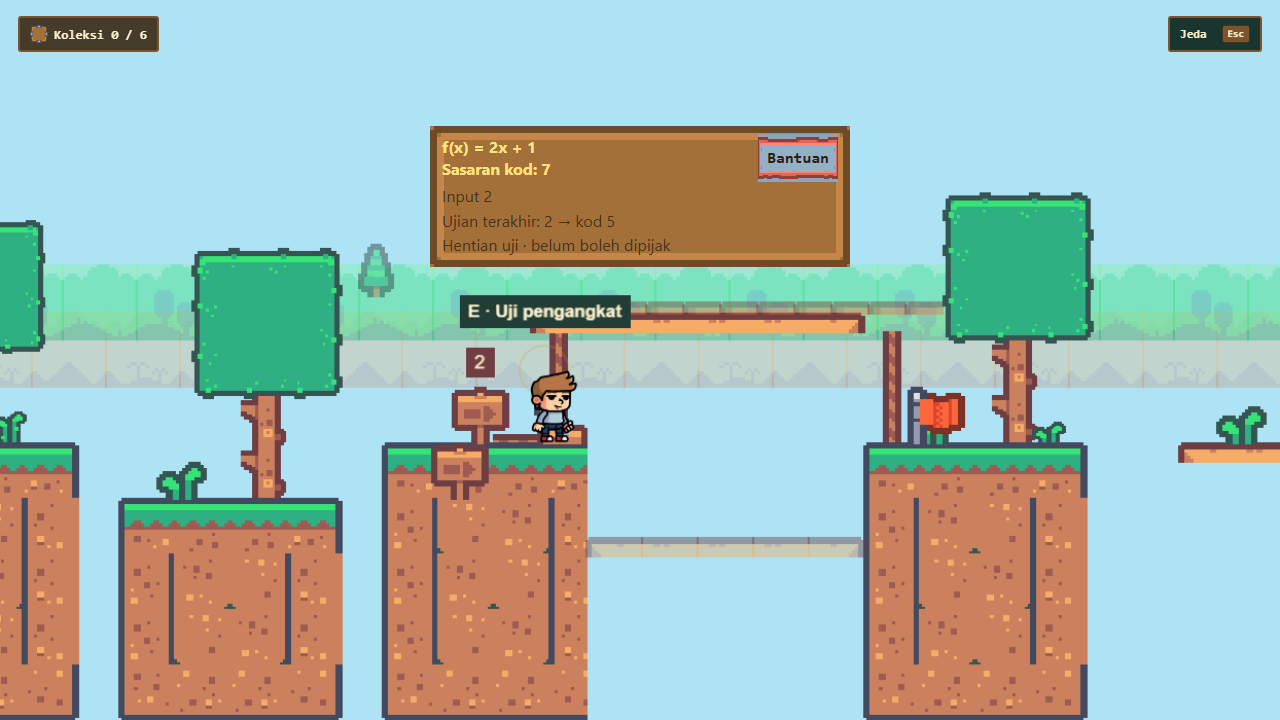 Koleksi 0 / 6
Jeda Esc
f(x) = 2x + 1
Bantuan
Sasaran kod: 7
Input 2
Ujian terakhir: 2 → kod 5
Hentian uji · belum boleh dipijak
E · Uji pengangkat
2